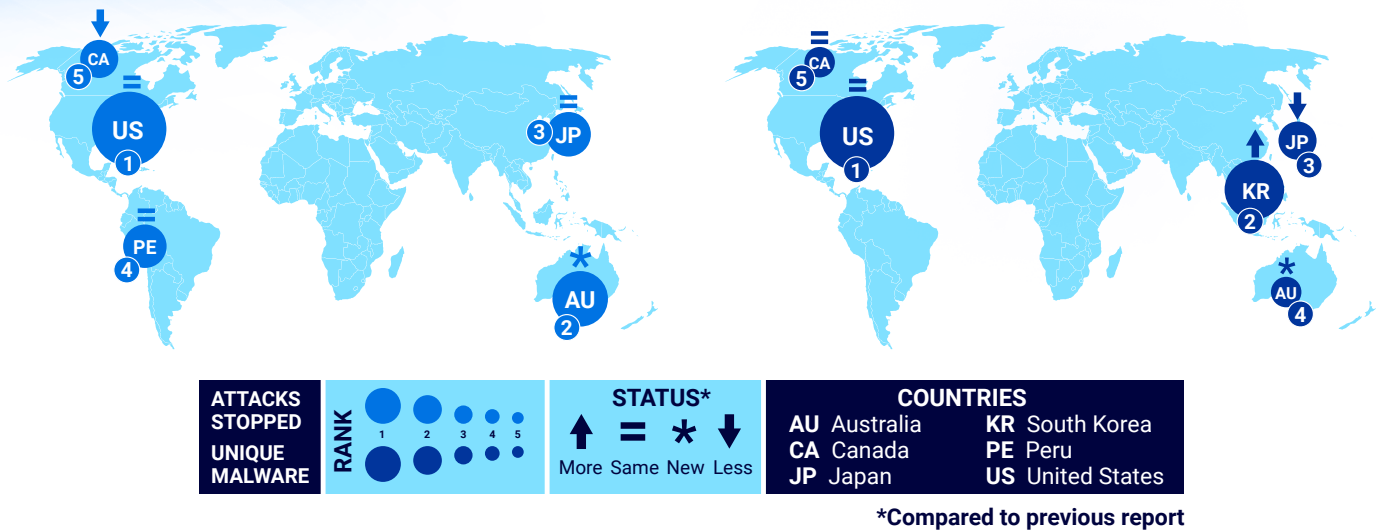 CA
5
US
1
3 JP
PE
4
AU
2
CA
5
US
1
JP
3
KR
2
AU
4
ATTACKS
STOPPED
UNIQUE
MALWARE
RANK
1 2 3 4 5
STATUS*
More Same New Less
COUNTRIES
AU Australia
CA Canada
JP Japan
KR South Korea
PE Peru
US United States
*Compared to previous report